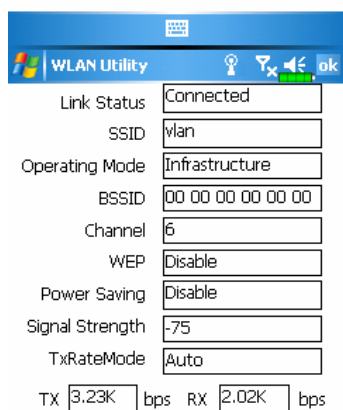 WLAN Utility ok
Link Status Connected
SSID vlan
Operating Mode Infrastructure
BSSID 00 00 00 00 00 00
Channel 6
WEP Disable
Power Saving Disable
Signal Strength -75
TxRateMode Auto
TX 3.23K bps RX 2.02K bps